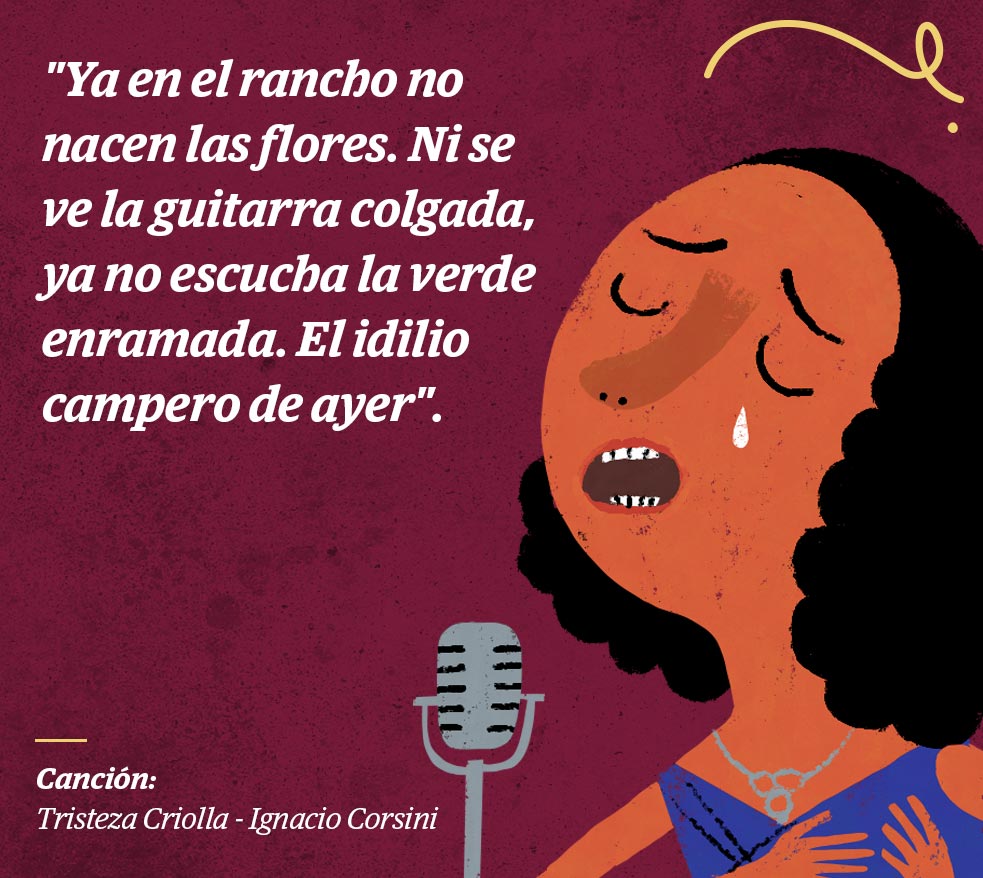 "Ya en el rancho no
nacen las flores. Ni se
ve la guitarra colgada,
ya no escucha la verde
enramada. El idilio
campero de ayer".
Canción:
Tristeza Criolla - Ignacio Corsini